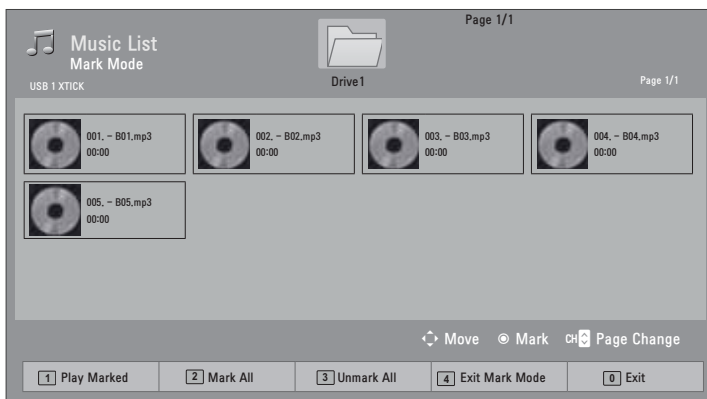 Page 1/1
Music List
Mark Mode
USB 1 XTICK
Drive1
Page 1/1
001. - B01.mp3
00:00
002. - B02.mp3
00:00
003. - B03.mp3
00:00
004. - B04.mp3
00:00
005. - B05.mp3
00:00
Move Mark CH Page Change
1 Play Marked 2 Mark All 3 Unmark All 4 Exit Mark Mode 0 Exit